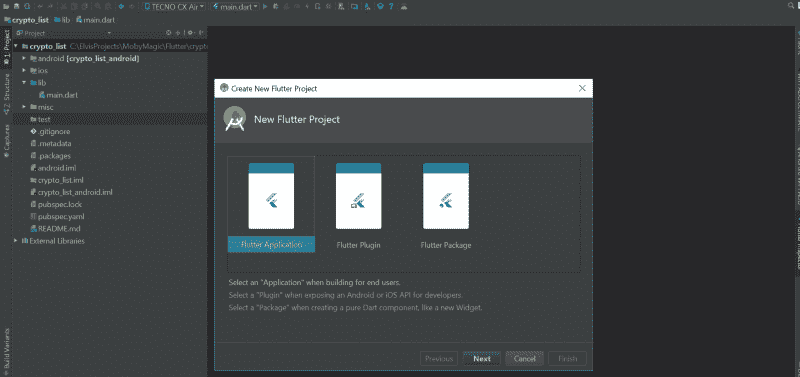 TECNO CX Air
main.dart
crypto_list
lib
main.dart
1: Project
Z: Structure
Captures
Build Variants
Project
crypto_list C:\ElvisProjects\MobyMagic\Flutter\crypto
android [crypto_list_android]
ios
lib
main.dart
misc
test
.gitignore
.metadata
.packages
android.iml
crypto_list.iml
crypto_list_android.iml
pubspec.lock
pubspec.yaml
README.md
External Libraries
Create New Flutter Project
New Flutter Project
Flutter Application
Flutter Plugin
Flutter Package
Select an "Application" when building for end users.
Select a "Plugin" when exposing an Android or iOS API for developers.
Select a "Package" when creating a pure Dart component, like a new Widget.
Previous
Next
Cancel
Finish